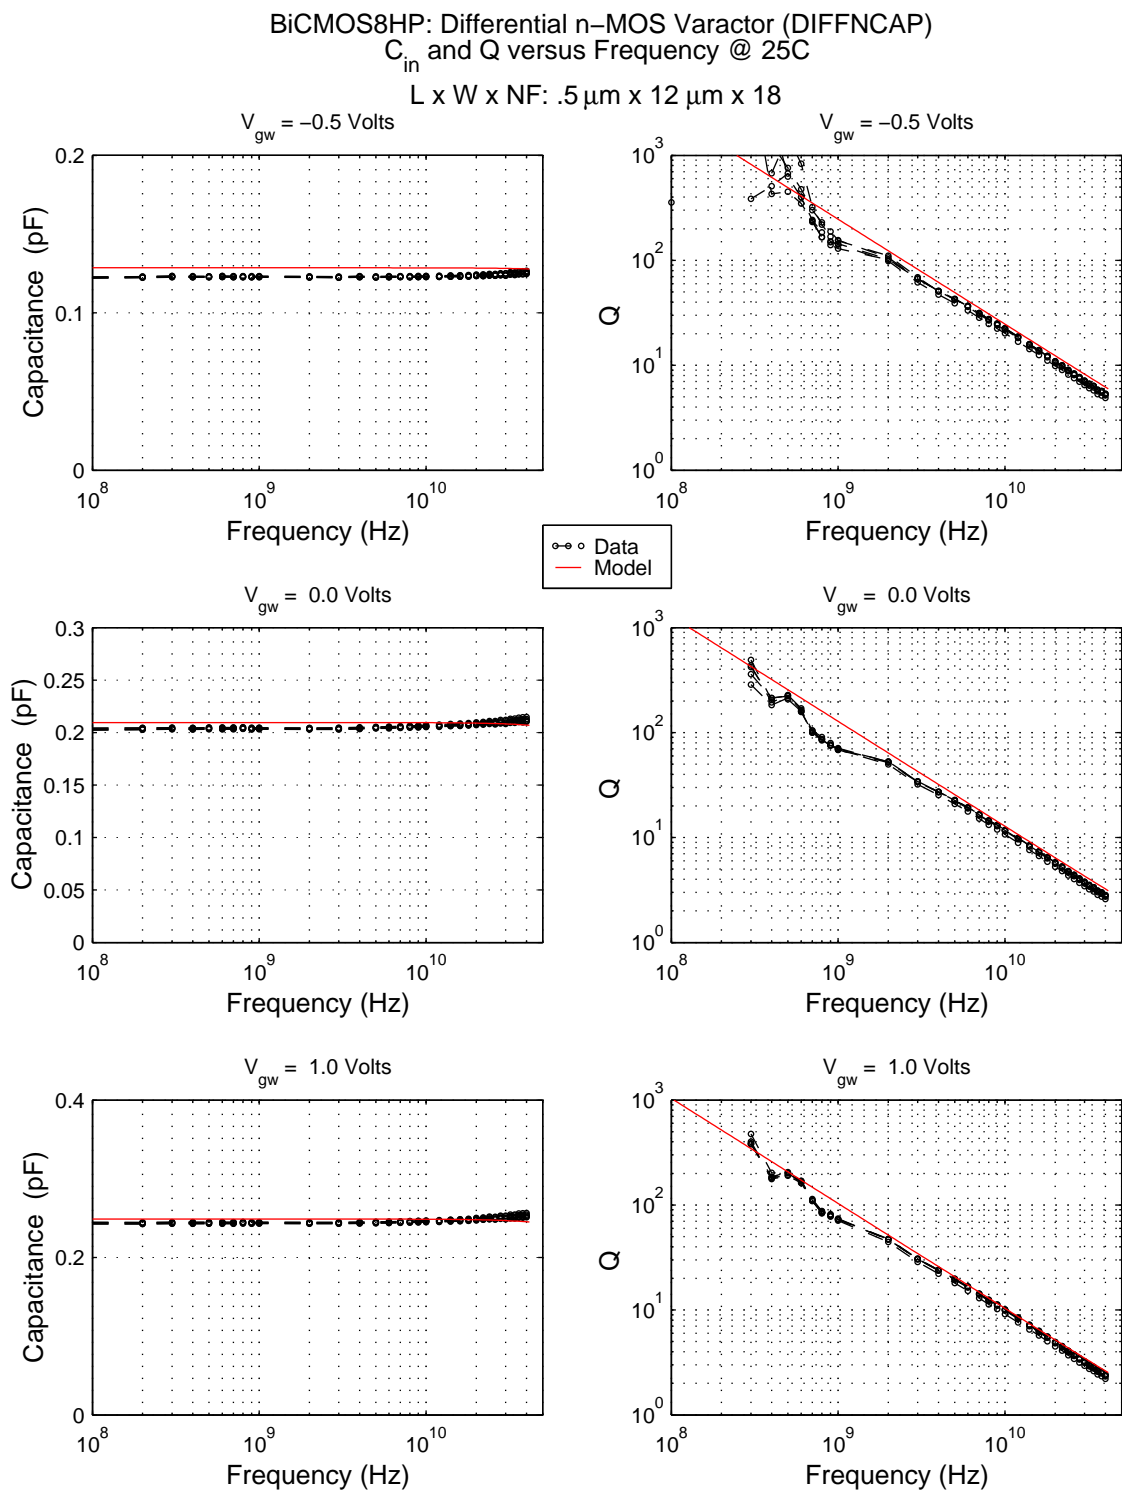 BiCMOS8HP: Differential n−MOS Varactor (DIFFNCAP)
C_in and Q versus Frequency @ 25C
L x W x NF: .5 μm x 12 μm x 18
V_gw = −0.5 Volts
0.2
0.1
0
Capacitance (pF)
10^8 10^9 10^10
Frequency (Hz)
V_gw = −0.5 Volts
10^3
10^2
10^1
10^0
Q
10^8 10^9 10^10
Frequency (Hz)
Data
Model
V_gw = 0.0 Volts
0.3
0.25
0.2
0.15
0.1
0.05
0
Capacitance (pF)
10^8 10^9 10^10
Frequency (Hz)
V_gw = 0.0 Volts
10^3
10^2
10^1
10^0
Q
10^8 10^9 10^10
Frequency (Hz)
V_gw = 1.0 Volts
0.4
0.2
0
Capacitance (pF)
10^8 10^9 10^10
Frequency (Hz)
V_gw = 1.0 Volts
10^3
10^2
10^1
10^0
Q
10^8 10^9 10^10
Frequency (Hz)